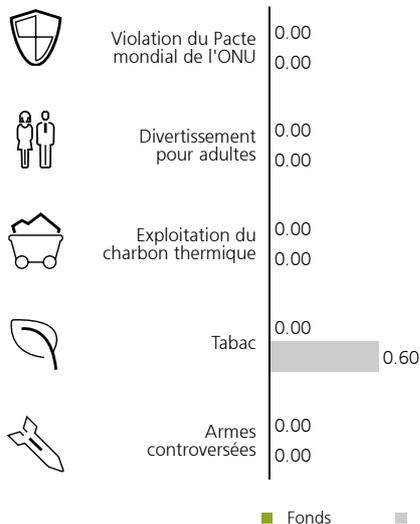 Violation du Pacte
mondial de l'ONU
0.00
0.00
Divertissement
pour adultes
0.00
0.00
Exploitation du
charbon thermique
0.00
0.00
Tabac
0.00
0.60
Armes
controversées
0.00
0.00
Fonds